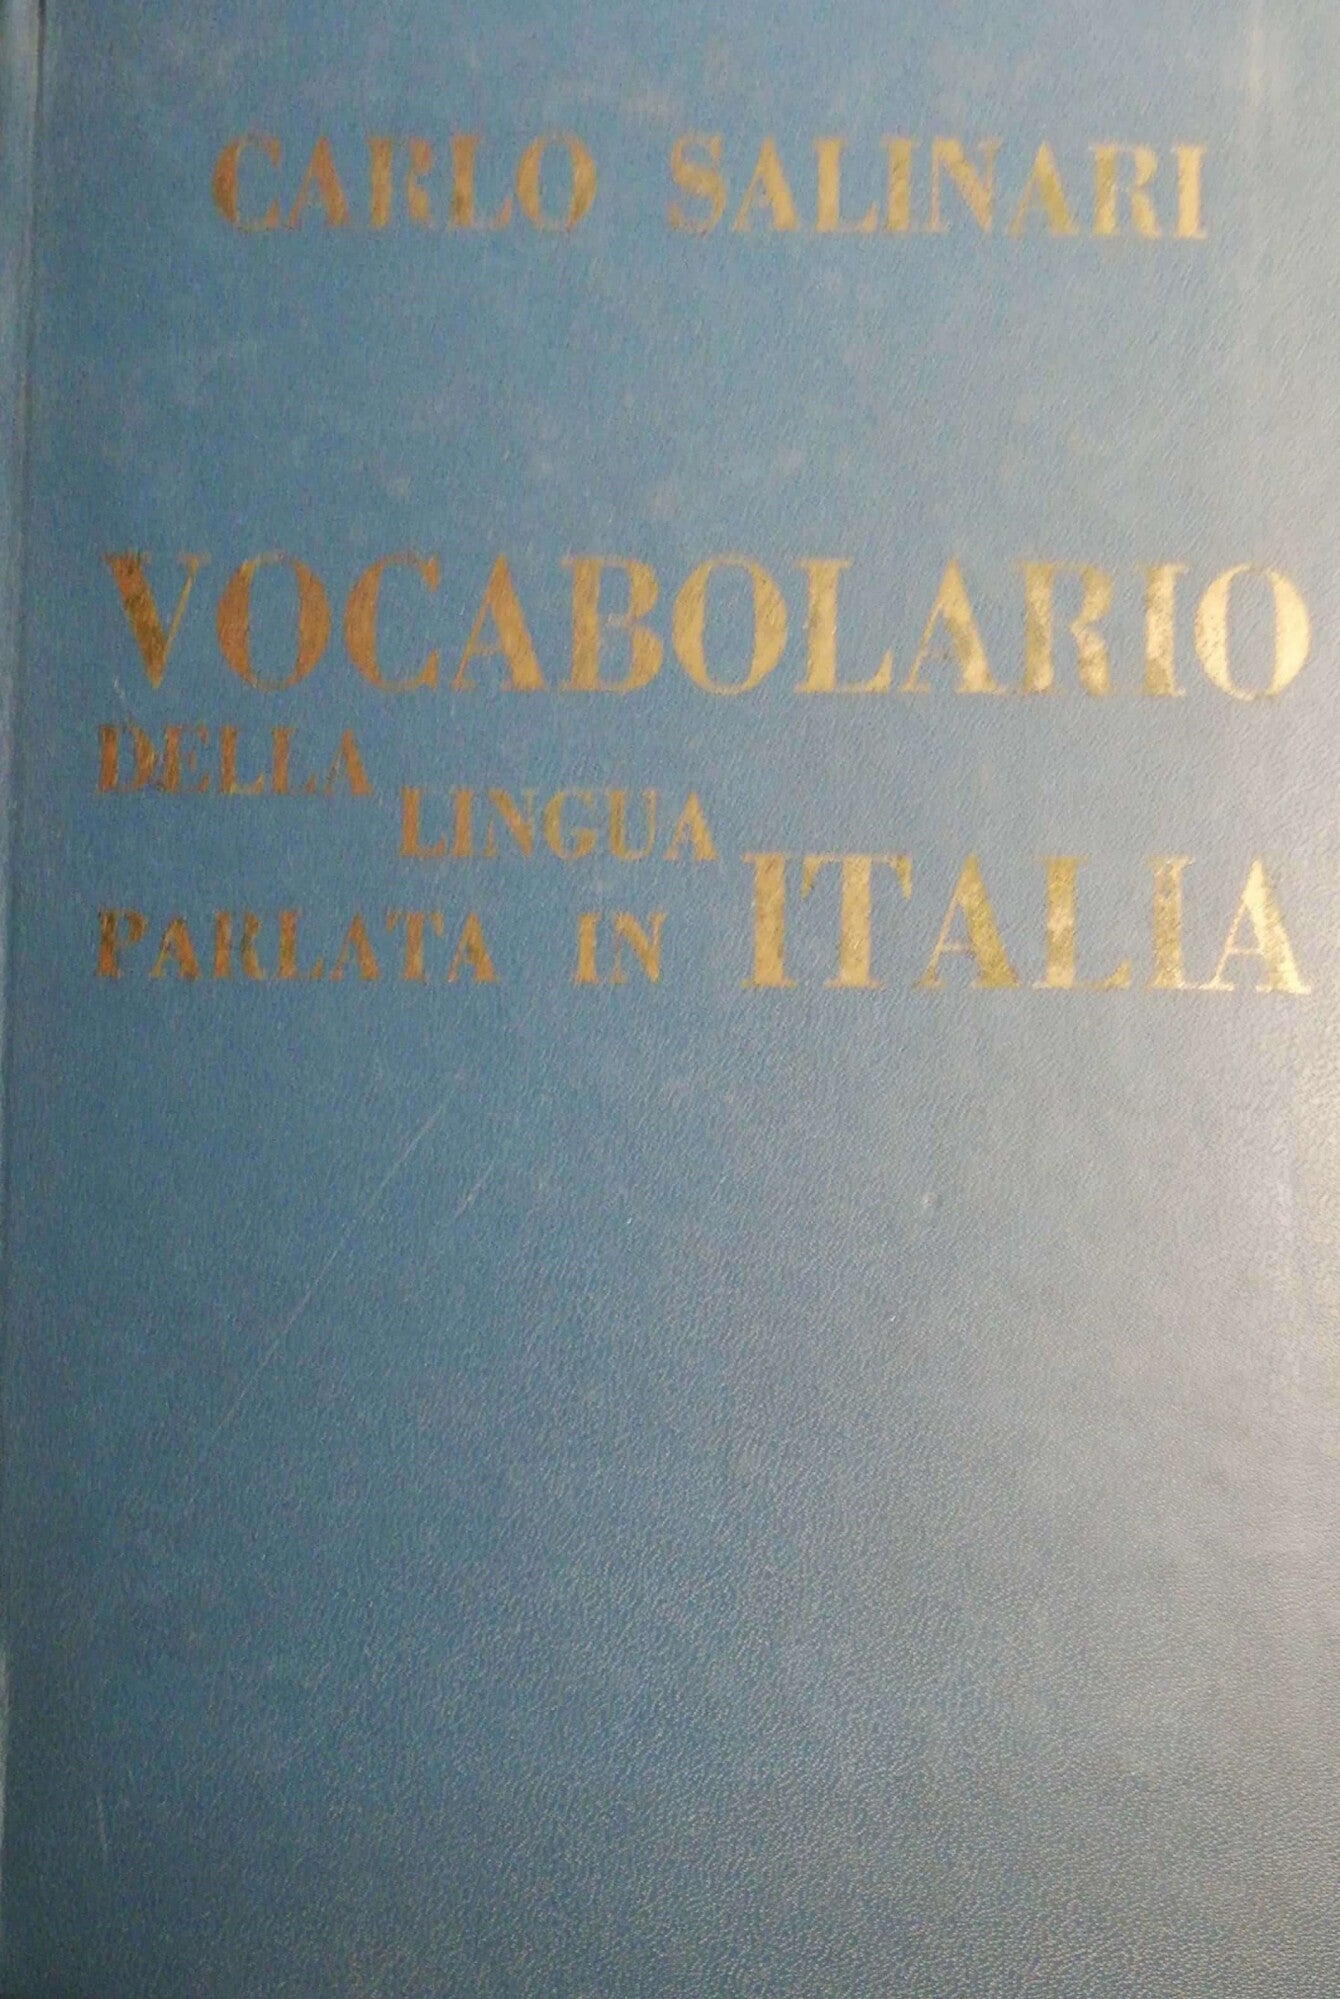 CARLO SALINARI
VOCABOLARIO
DELLA
LINGUA
PARLATA IN ITALIA